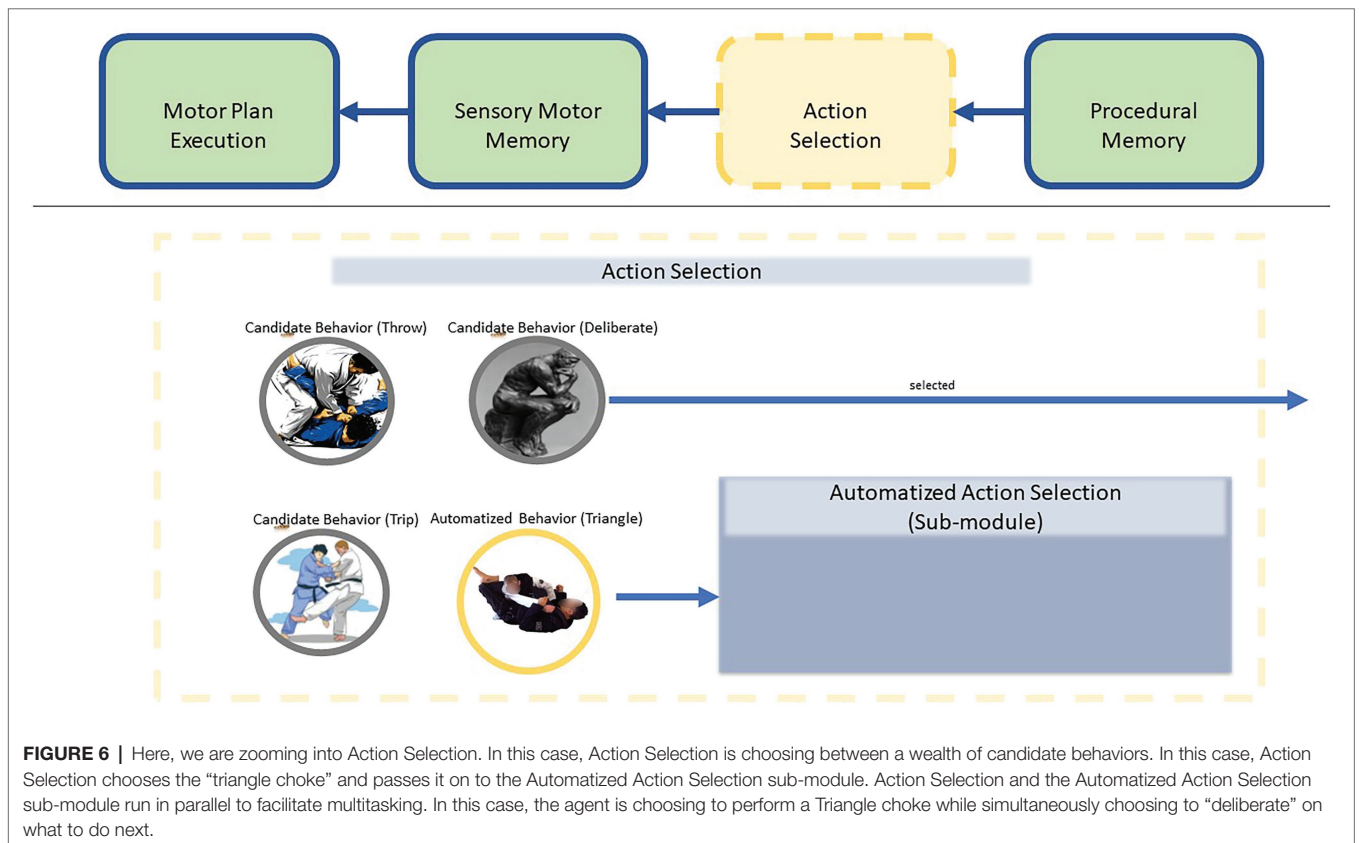 Motor Plan
Execution
Sensory Motor
Memory
Action
Selection
Procedural
Memory
Action Selection
Candidate Behavior (Throw)
Candidate Behavior (Deliberate)
selected
Candidate Behavior (Trip)
Automatized Behavior (Triangle)
Automatized Action Selection
(Sub-module)
FIGURE 6 | Here, we are zooming into Action Selection. In this case, Action Selection is choosing between a wealth of candidate behaviors. In this case, Action
Selection chooses the “triangle choke” and passes it on to the Automatized Action Selection sub-module. Action Selection and the Automatized Action Selection
sub-module run in parallel to facilitate multitasking. In this case, the agent is choosing to perform a Triangle choke while simultaneously choosing to “deliberate” on
what to do next.